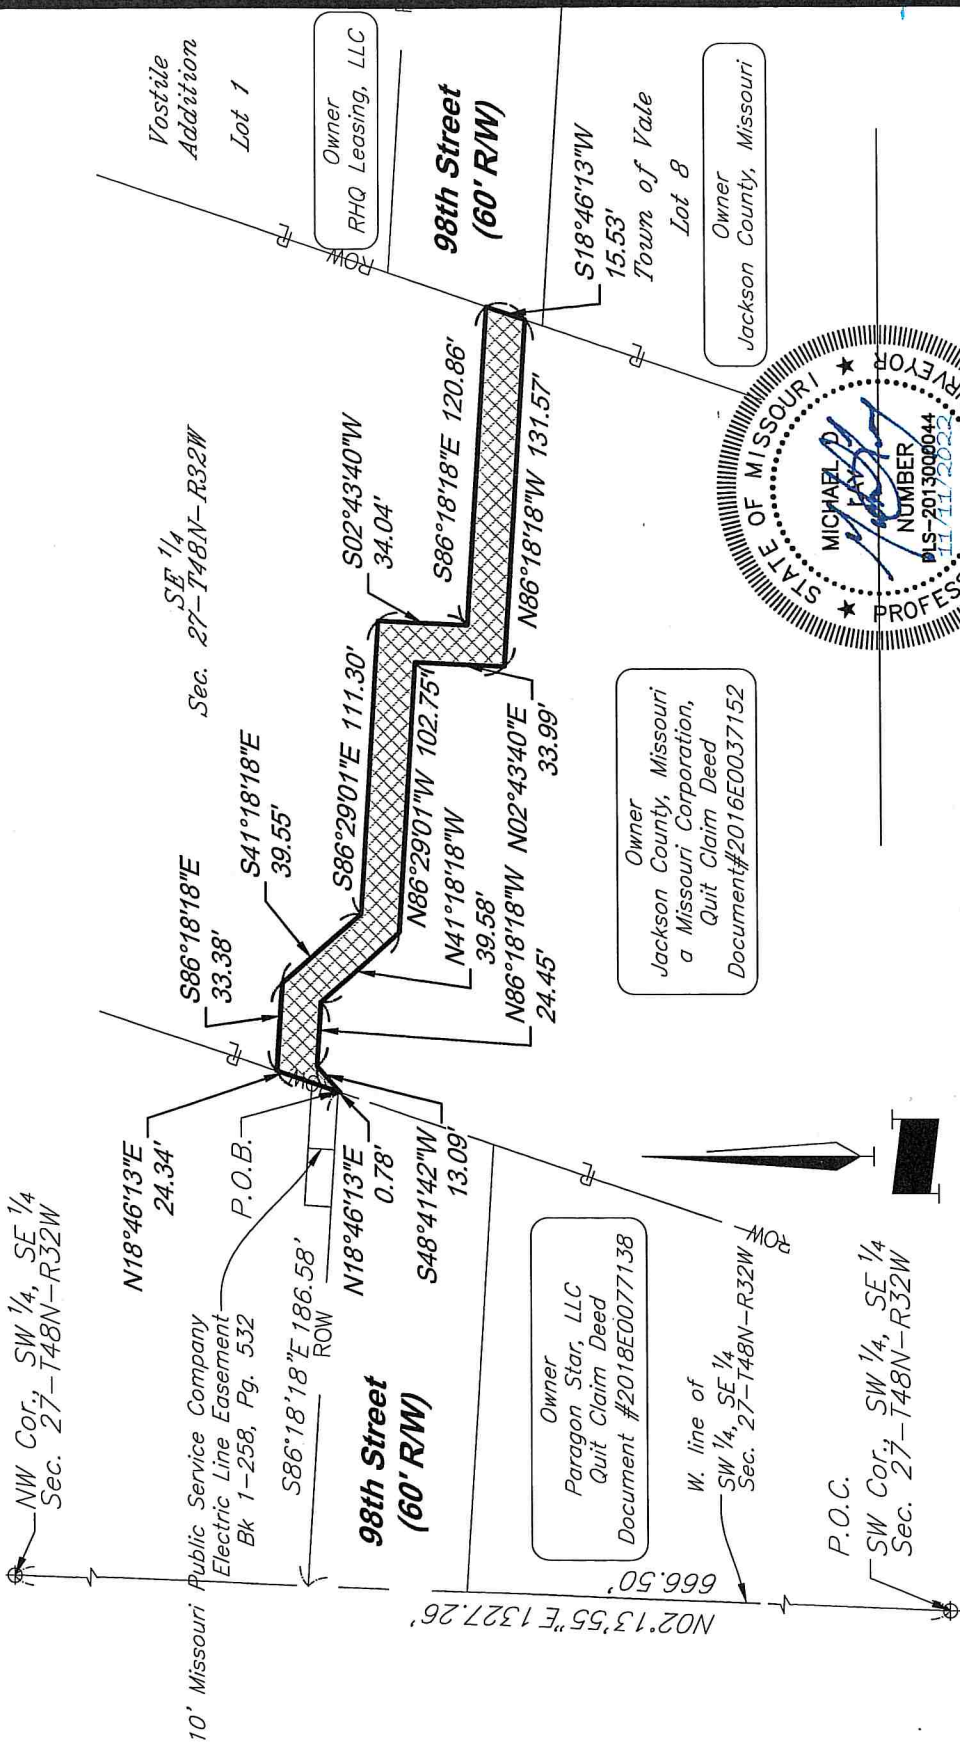 NW Cor., SW 1/4, SE 1/4
Sec. 27-T48N-R32W
10' Missouri Public Service Company
Electric Line Easement
Bk 1-258, Pg. 532
N18°46'13"E
24.34'
P.O.B.
S86°18'18"E 186.58'
ROW
98th Street
(60' R/W)
N18°46'13"E
0.78'
S48°41'42"W
13.09'
S86°18'18"E
33.38'
S41°18'18"E
39.55'
S86°29'01"E 111.30'
N86°29'01"W 102.75'
N41°18'18"W
39.58'
N86°18'18"W
24.45'
N02°43'40"E
33.99'
SE 1/4
Sec. 27-T48N-R32W
S02°43'40"W
34.04'
S86°18'18"E 120.86'
N86°18'18"W 131.57'
Vostile
Addition
Lot 1
Owner
RHQ Leasing, LLC
ROW
98th Street
(60' R/W)
S18°46'13"W
15.53'
Town of Vale
Lot 8
Owner
Jackson County, Missouri
Owner
Paragon Star, LLC
Quit Claim Deed
Document #2018E0077138
ROW
W. line of
SW 1/4, SE 1/4
Sec. 27-T48N-R32W
N02°13'55"E 1327.26'
666.50'
P.O.C.
SW Cor., SW 1/4, SE 1/4
Sec. 27-T48N-R32W
Owner
Jackson County, Missouri
a Missouri Corporation,
Quit Claim Deed
Document#2016E0037152
STATE OF MISSOURI
MICHAEL D
NUMBER
PLS-2013000044
11/11/2022